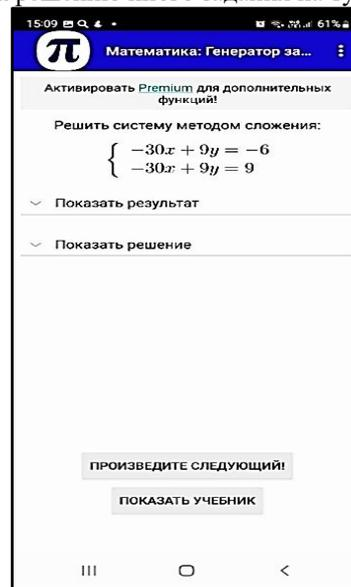 15:09 61%
π Математика: Генератор за...
Активировать Premium для дополнительных
функций!
Решить систему методом сложения:
−30x + 9y = −6
−30x + 9y = 9
Показать результат
Показать решение
ПРОИЗВЕДИТЕ СЛЕДУЮЩИЙ!
ПОКАЗАТЬ УЧЕБНИК